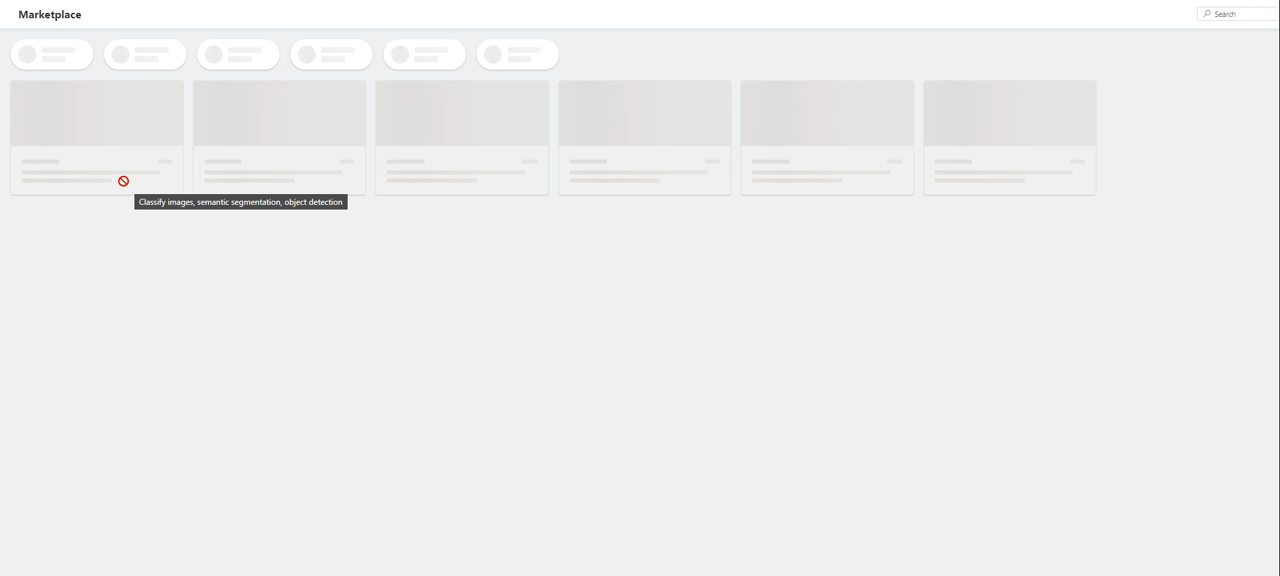 Marketplace
Search
Classify images, semantic segmentation, object detection